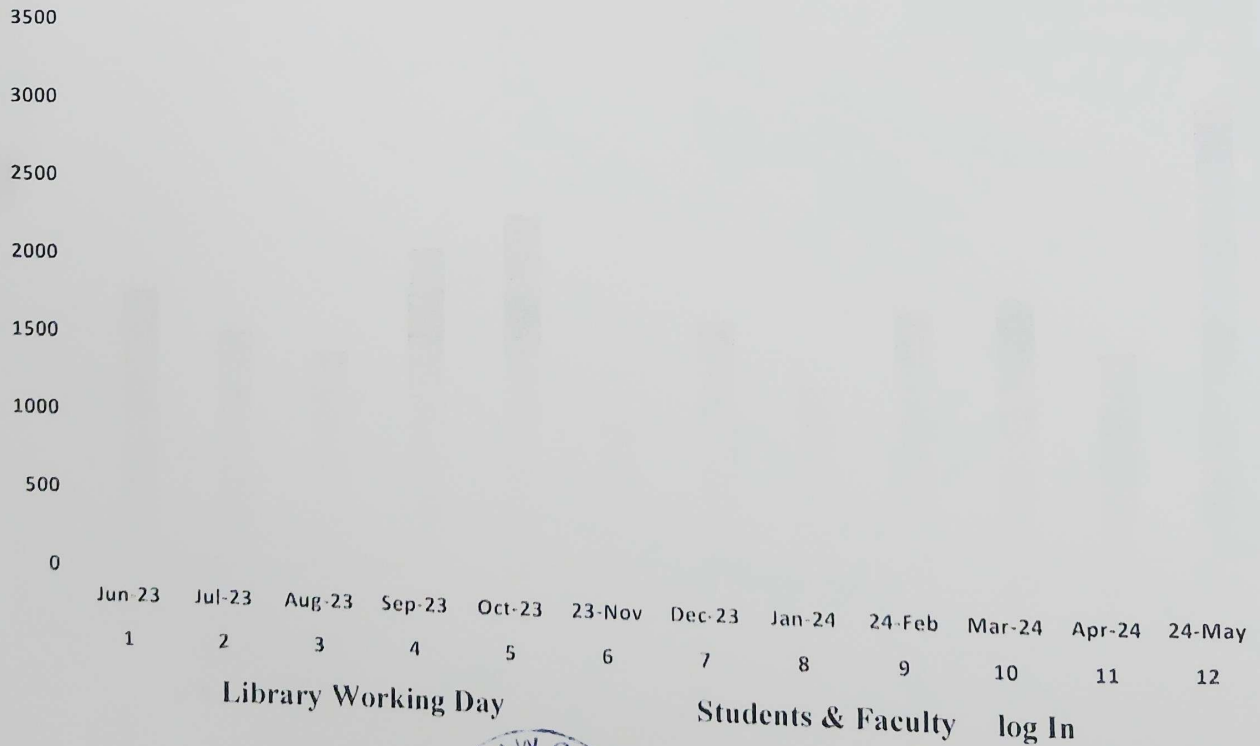 3500
3000
2500
2000
1500
1000
500
0
Jun-23 Jul-23 Aug-23 Sep-23 Oct-23 23-Nov Dec-23 Jan-24 24-Feb Mar-24 Apr-24 24-May
1 2 3 4 5 6 7 8 9 10 11 12
Library Working Day Students & Faculty log In